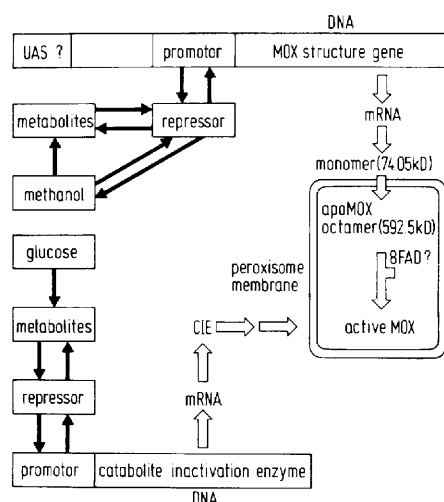 DNA
UAS ?
promotor
MOX structure gene
metabolites
repressor
mRNA
monomer(74.05kD)
methanol
apoMOX
octamer(592.5kD)
glucose
8FAD?
peroxisome
membrane
metabolites
CIE
active MOX
repressor
mRNA
promotor
catabolite inactivation enzyme
DNA